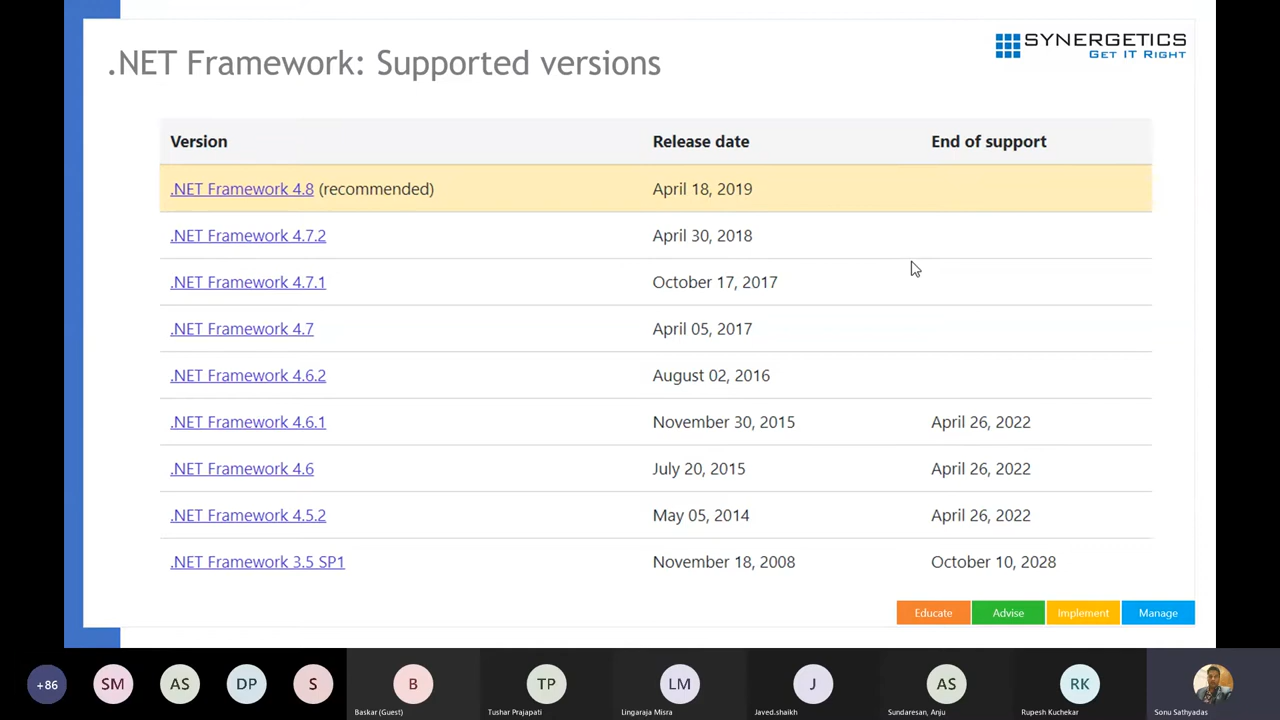 .NET Framework: Supported versions
SYNERGETICS
GET IT RIGHT
Version Release date End of support
.NET Framework 4.8 (recommended) April 18, 2019
.NET Framework 4.7.2 April 30, 2018
.NET Framework 4.7.1 October 17, 2017
.NET Framework 4.7 April 05, 2017
.NET Framework 4.6.2 August 02, 2016
.NET Framework 4.6.1 November 30, 2015 April 26, 2022
.NET Framework 4.6 July 20, 2015 April 26, 2022
.NET Framework 4.5.2 May 05, 2014 April 26, 2022
.NET Framework 3.5 SP1 November 18, 2008 October 10, 2028
Educate Advise Implement Manage
+86 SM AS DP S B TP LM J AS RK
Baskar (Guest) Tushar Prajapati Lingaraja Misra Javed.shaikh Sundaresan, Anju Rupesh Kuchekar Sonu Sathyadas